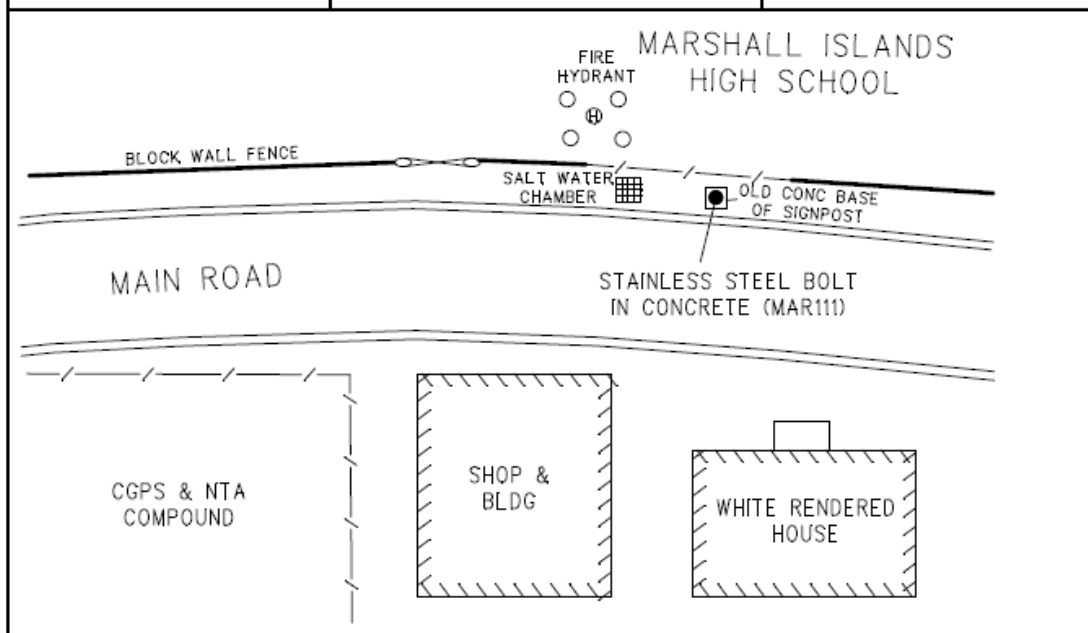 MARSHALL ISLANDS
HIGH SCHOOL
FIRE
HYDRANT
H
BLOCK WALL FENCE
SALT WATER
CHAMBER
OLD CONC BASE
OF SIGNPOST
MAIN ROAD
STAINLESS STEEL BOLT
IN CONCRETE (MAR111)
CGPS & NTA
COMPOUND
SHOP &
BLDG
WHITE RENDERED
HOUSE